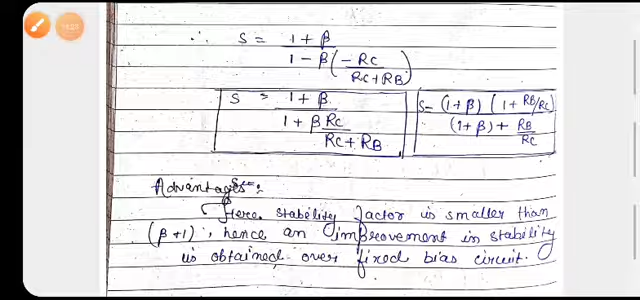 ∴ S = (1 + β) / (1 - β(-RC / (RC + RB)))
S = (1 + β) / (1 + β RC / (RC + RB))
S = (1 + β) (1 + RB/RC) / ((1 + β) + RB/RC)
Advantages :-
Here stability factor is smaller than
(β + 1), hence an improvement in stability
is obtained over fixed bias circuit.